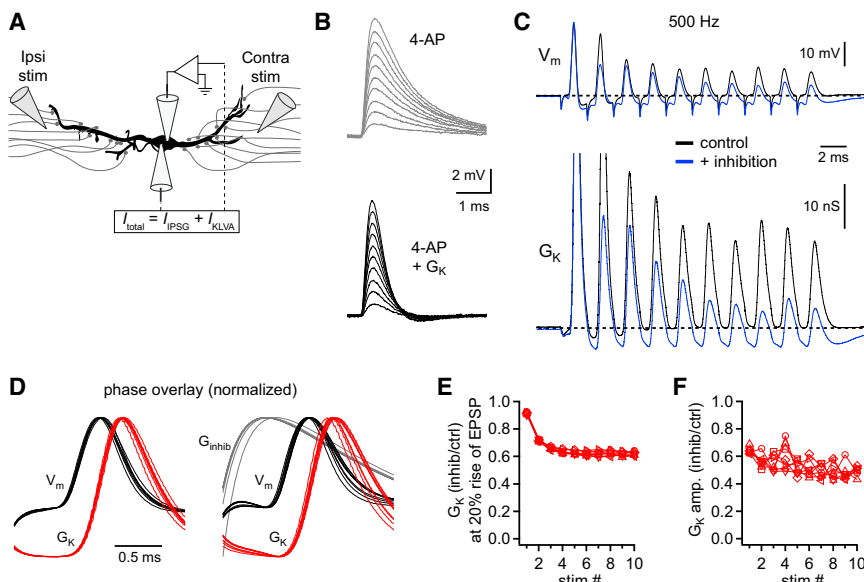 A
Ipsi
stim
Contra
stim
I_total = I_IPSG + I_KLVA
B
4-AP
2 mV
1 ms
4-AP
+ G_K
C
500 Hz
V_m
10 mV
control
+ inhibition
2 ms
10 nS
G_K
D
phase overlay (normalized)
V_m
G_K
0.5 ms
G_inhib
V_m
G_K
E
G_K (inhib/ctrl)
at 20% rise of EPSP
1.0
0.8
0.6
0.4
0.2
0.0
2 4 6 8 10
stim #
F
G_K amp. (inhib/ctrl)
1.0
0.8
0.6
0.4
0.2
0.0
2 4 6 8 10
stim #